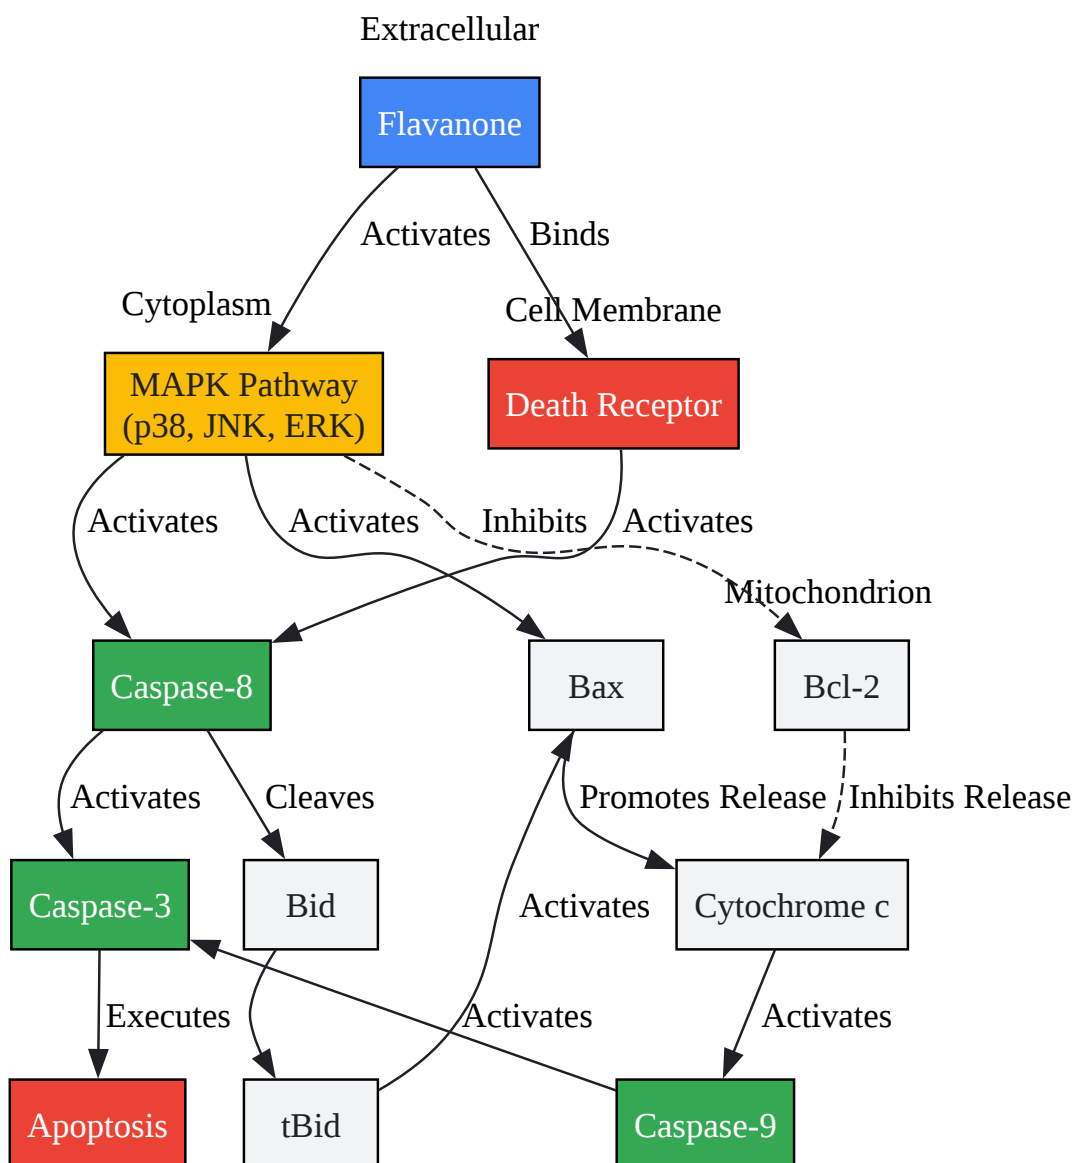 Extracellular
Flavanone
Activates
Binds
Cytoplasm
Cell Membrane
MAPK Pathway
(p38, JNK, ERK)
Death Receptor
Activates
Activates
Inhibits
Activates
Mitochondrion
Caspase-8
Bax
Bcl-2
Activates
Cleaves
Promotes Release
Inhibits Release
Caspase-3
Bid
Activates
Cytochrome c
Executes
Activates
Activates
Apoptosis
tBid
Caspase-9